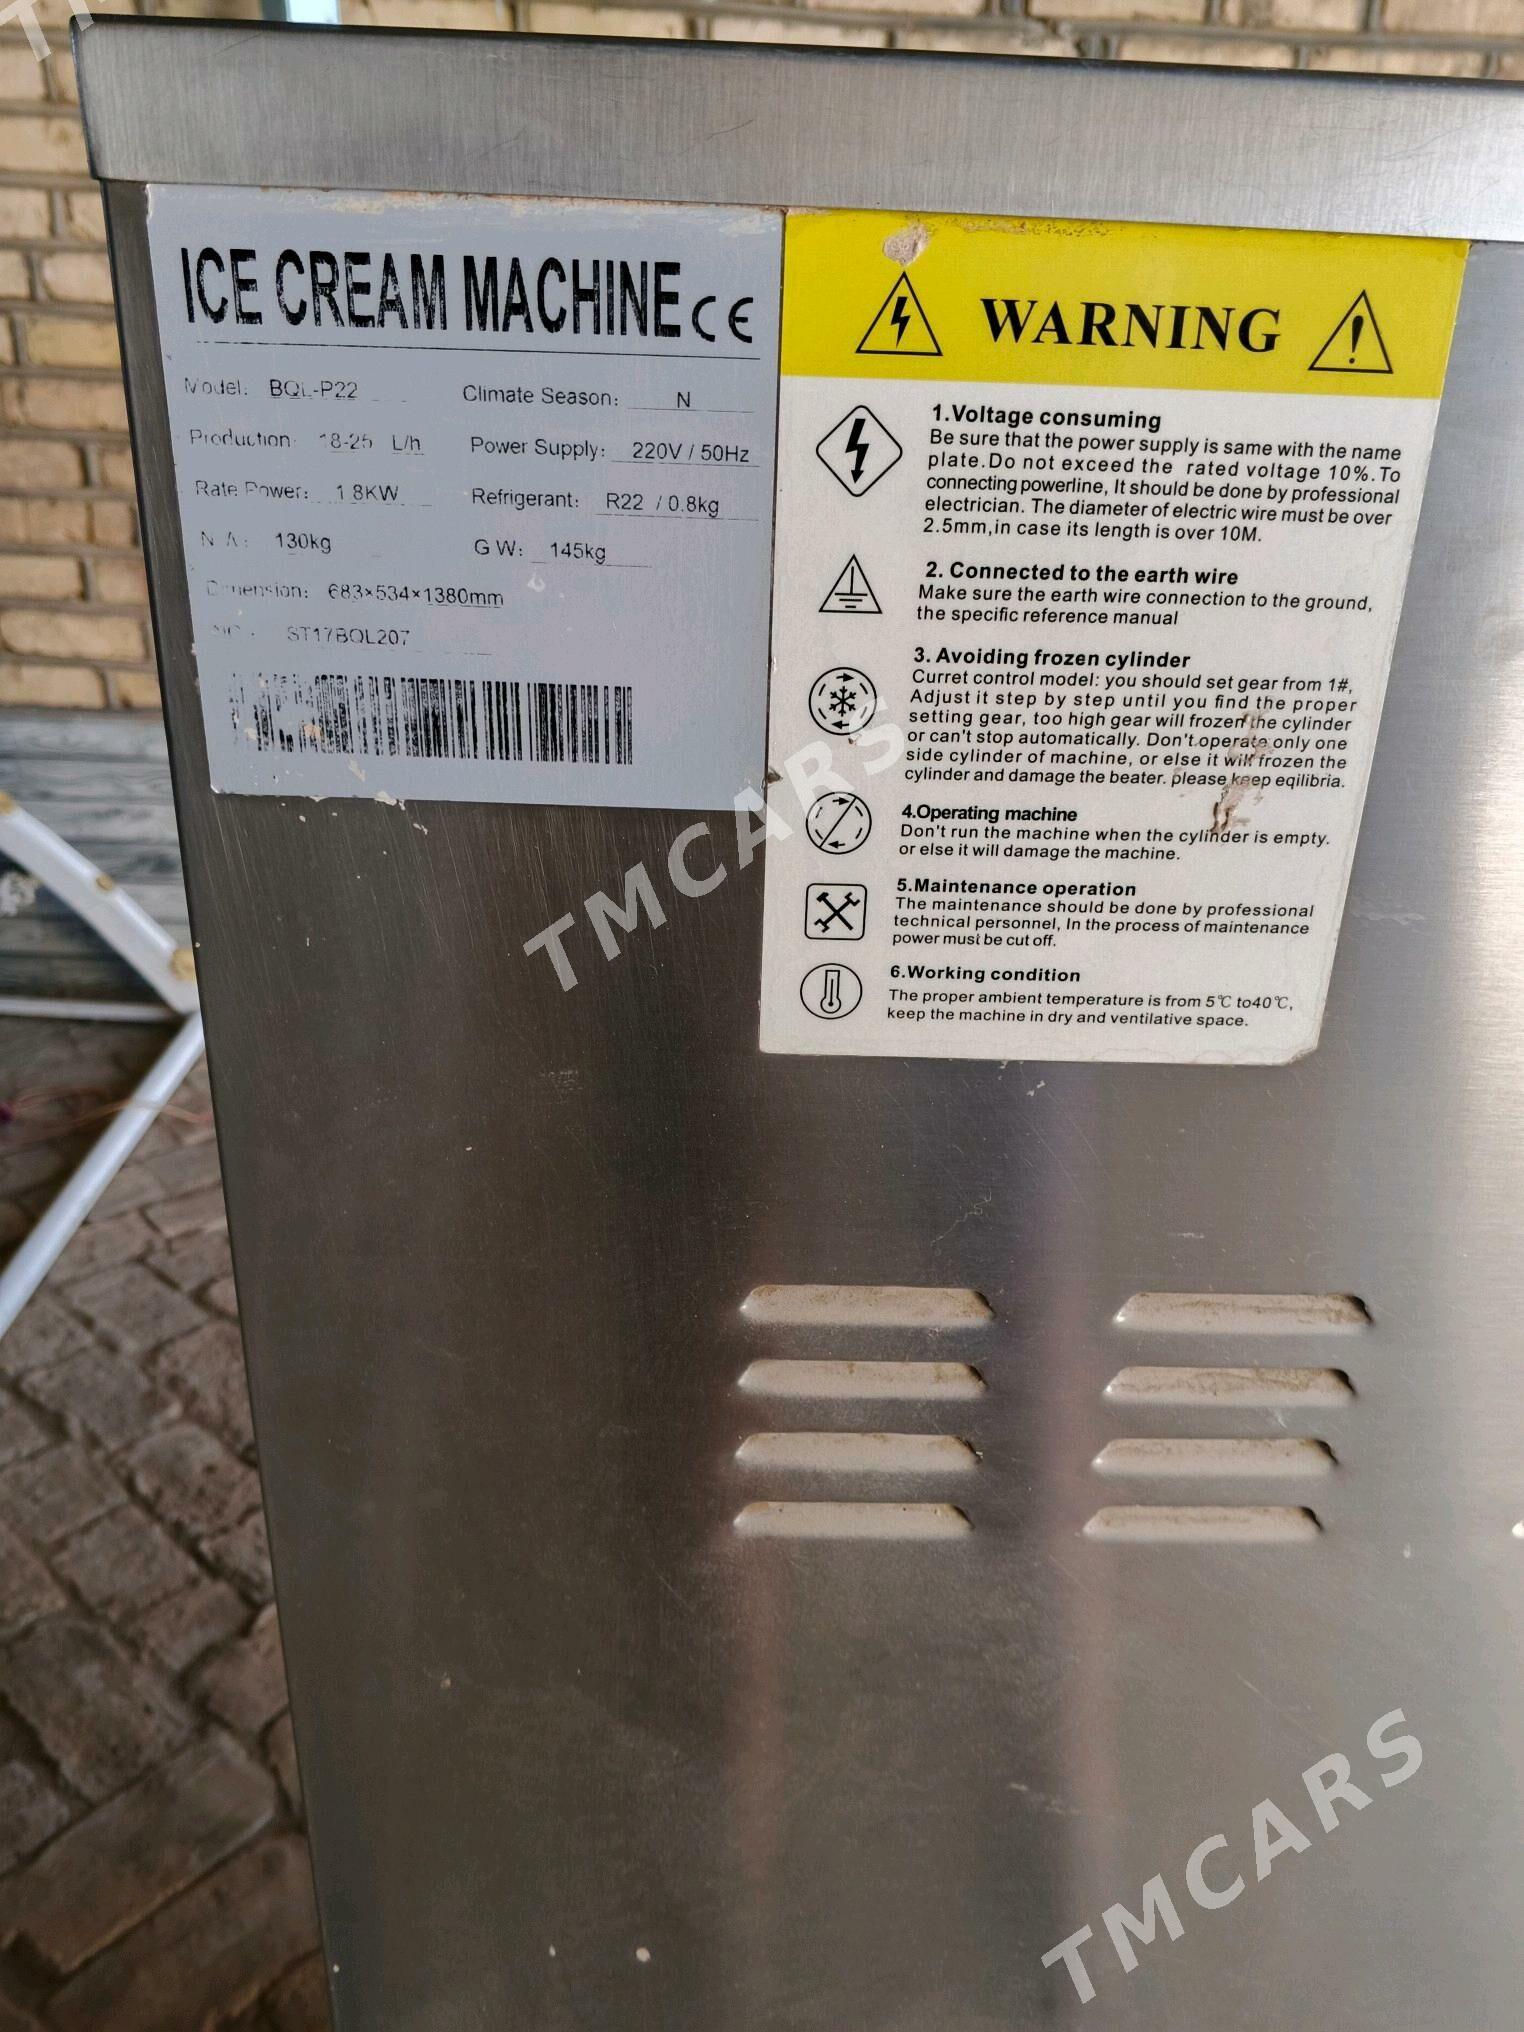 ICE CREAM MACHINE CE
Model: BQL-P22 Climate Season: N
Production: 18-25 L/h Power Supply: 220V / 50Hz
Rate Power: 1.8KW Refrigerant: R22 / 0.8kg
130kg G W: 145kg
Dimension: 683×534×1380mm
ST17BQL207
WARNING
1.Voltage consuming
Be sure that the power supply is same with the name
plate.Do not exceed the rated voltage 10%.To
connecting powerline, It should be done by professional
electrician. The diameter of electric wire must be over
2.5mm,in case its length is over 10M.
2. Connected to the earth wire
Make sure the earth wire connection to the ground,
the specific reference manual
3. Avoiding frozen cylinder
Curret control model: you should set gear from 1#,
Adjust it step by step until you find the proper
setting gear, too high gear will frozen the cylinder
or can't stop automatically. Don't operate only one
side cylinder of machine, or else it will frozen the
cylinder and damage the beater. please keep eqilibria.
4.Operating machine
Don't run the machine when the cylinder is empty.
or else it will damage the machine.
5.Maintenance operation
The maintenance should be done by professional
technical personnel, In the process of maintenance
power must be cut off.
6.Working condition
The proper ambient temperature is from 5℃ to40℃,
keep the machine in dry and ventilative space.
TMCARS
TMCARS